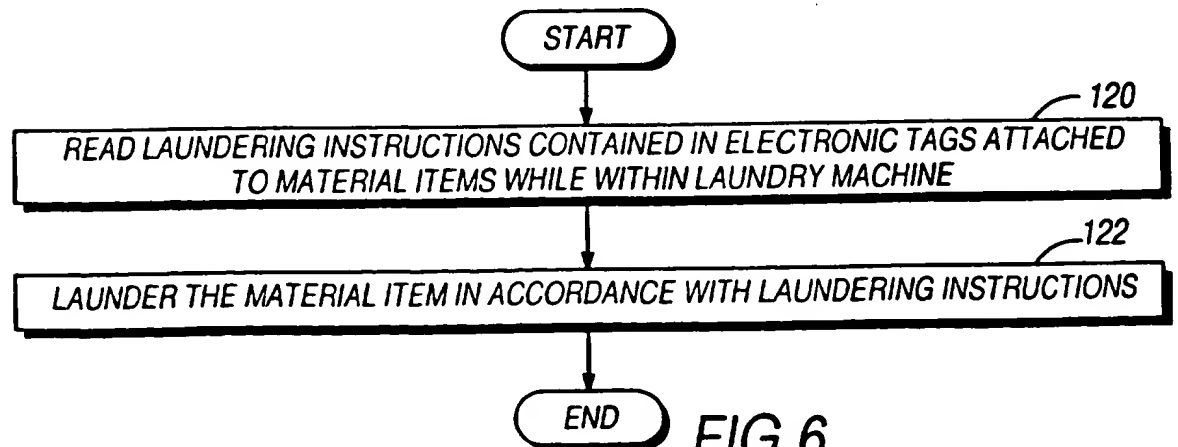 START
120
READ LAUNDERING INSTRUCTIONS CONTAINED IN ELECTRONIC TAGS ATTACHED
TO MATERIAL ITEMS WHILE WITHIN LAUNDRY MACHINE
122
LAUNDER THE MATERIAL ITEM IN ACCORDANCE WITH LAUNDERING INSTRUCTIONS
END
FIG.6